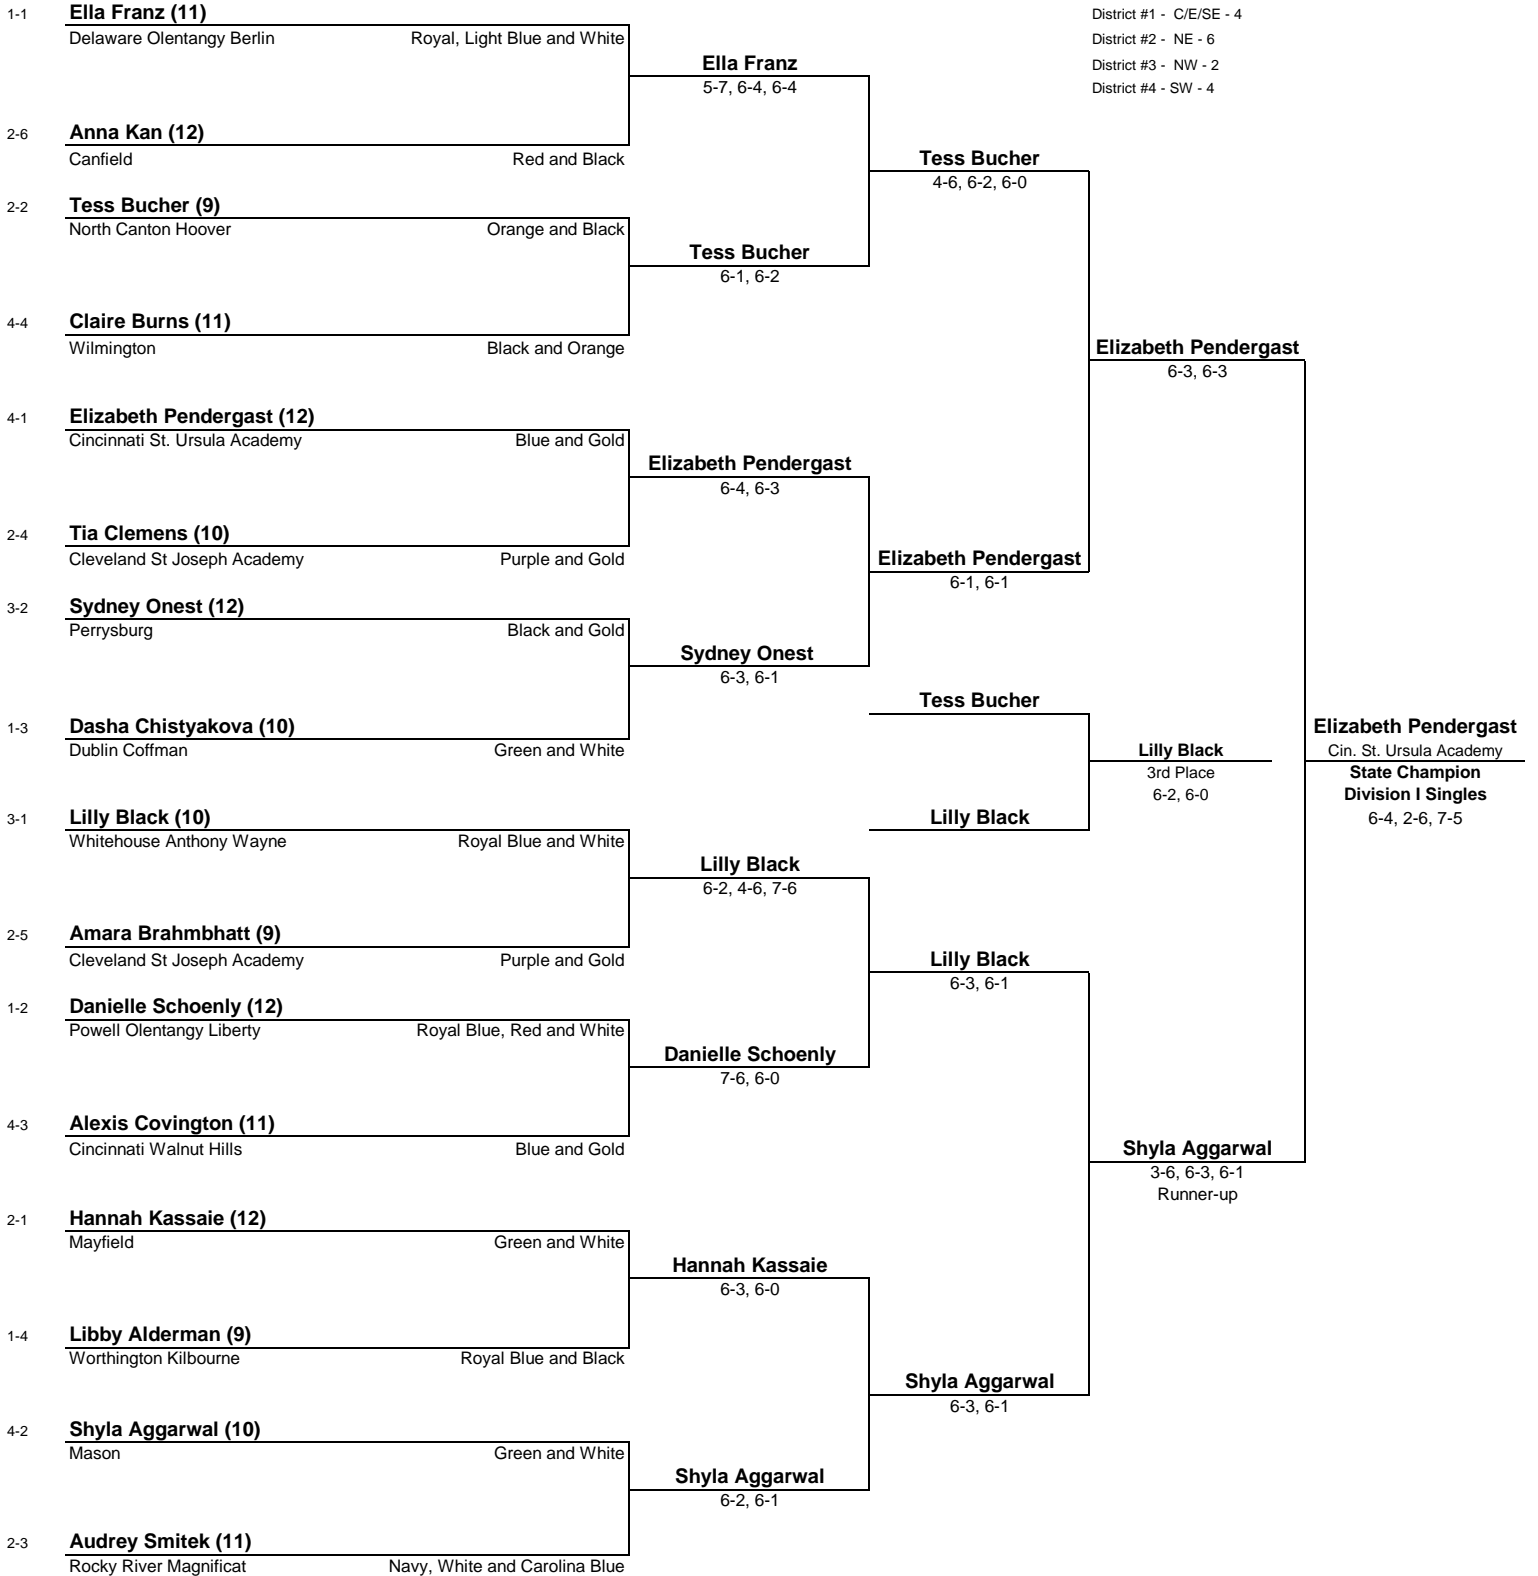 1-1 Ella Franz (11)
Delaware Olentangy Berlin Royal, Light Blue and White
District #1 - C/E/SE - 4
District #2 - NE - 6
District #3 - NW - 2
District #4 - SW - 4
Ella Franz
5-7, 6-4, 6-4
2-6 Anna Kan (12)
Canfield Red and Black
Tess Bucher
4-6, 6-2, 6-0
2-2 Tess Bucher (9)
North Canton Hoover Orange and Black
Tess Bucher
6-1, 6-2
4-4 Claire Burns (11)
Wilmington Black and Orange
Elizabeth Pendergast
6-3, 6-3
4-1 Elizabeth Pendergast (12)
Cincinnati St. Ursula Academy Blue and Gold
Elizabeth Pendergast
6-4, 6-3
2-4 Tia Clemens (10)
Cleveland St Joseph Academy Purple and Gold
Elizabeth Pendergast
6-1, 6-1
3-2 Sydney Onest (12)
Perrysburg Black and Gold
Sydney Onest
6-3, 6-1
Tess Bucher
1-3 Dasha Chistyakova (10)
Dublin Coffman Green and White
Lilly Black
3rd Place
6-2, 6-0
Elizabeth Pendergast
Cin. St. Ursula Academy
State Champion
Division I Singles
6-4, 2-6, 7-5
3-1 Lilly Black (10)
Whitehouse Anthony Wayne Royal Blue and White
Lilly Black
Lilly Black
6-2, 4-6, 7-6
2-5 Amara Brahmbhatt (9)
Cleveland St Joseph Academy Purple and Gold
Lilly Black
6-3, 6-1
1-2 Danielle Schoenly (12)
Powell Olentangy Liberty Royal Blue, Red and White
Danielle Schoenly
7-6, 6-0
4-3 Alexis Covington (11)
Cincinnati Walnut Hills Blue and Gold
Shyla Aggarwal
3-6, 6-3, 6-1
Runner-up
2-1 Hannah Kassaie (12)
Mayfield Green and White
Hannah Kassaie
6-3, 6-0
1-4 Libby Alderman (9)
Worthington Kilbourne Royal Blue and Black
Shyla Aggarwal
6-3, 6-1
4-2 Shyla Aggarwal (10)
Mason Green and White
Shyla Aggarwal
6-2, 6-1
2-3 Audrey Smitek (11)
Rocky River Magnificat Navy, White and Carolina Blue